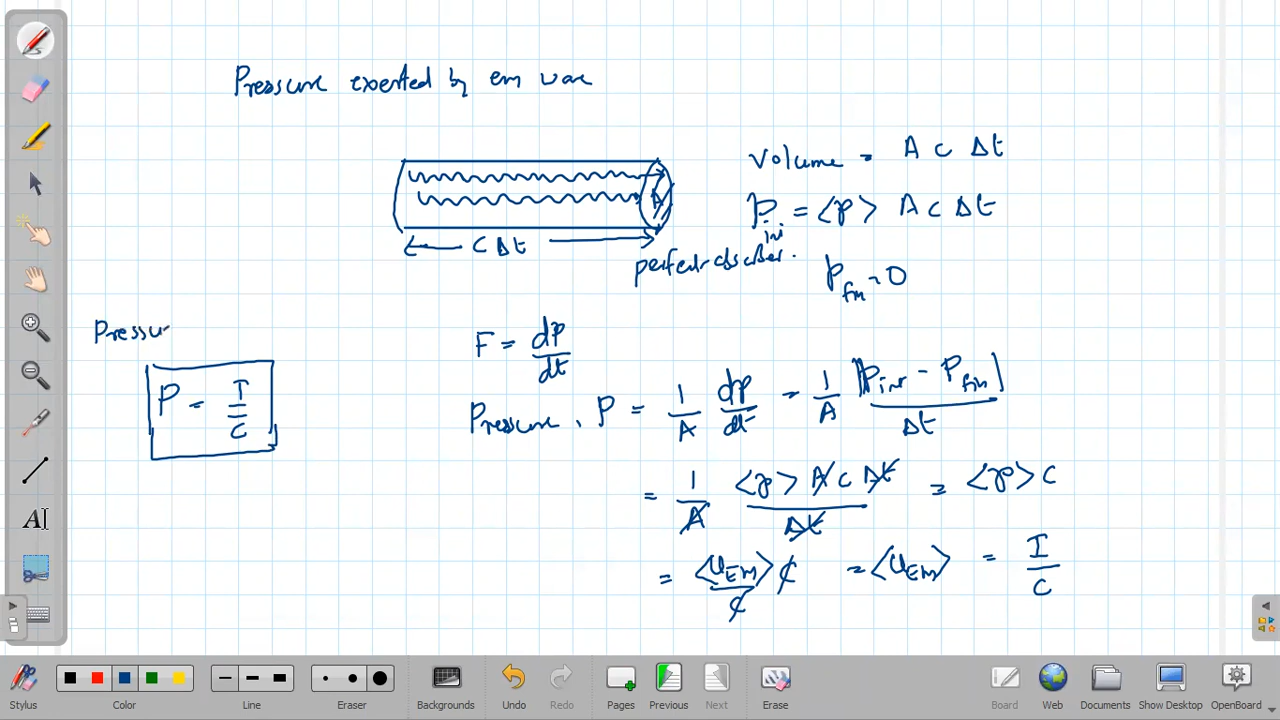 Pressure exerted by em wave
Volume = A c Δt
P_ini = <℘> A c Δt
A
c Δt
perfect absorber.
p_fin = 0
Pressur
P = I/c
F = dp/dt
Pressure, P = 1/A dp/dt = 1/A |P_ini - P_fin|/Δt
= 1/A <℘> A c Δt/Δt = <℘> c
= <U_EM>/c c = <U_EM> = I/c
A
Stylus
Color
Line
Eraser
Backgrounds
Undo
Redo
Pages
Previous
Next
Erase
Board
Web
Documents
Show Desktop
OpenBoard